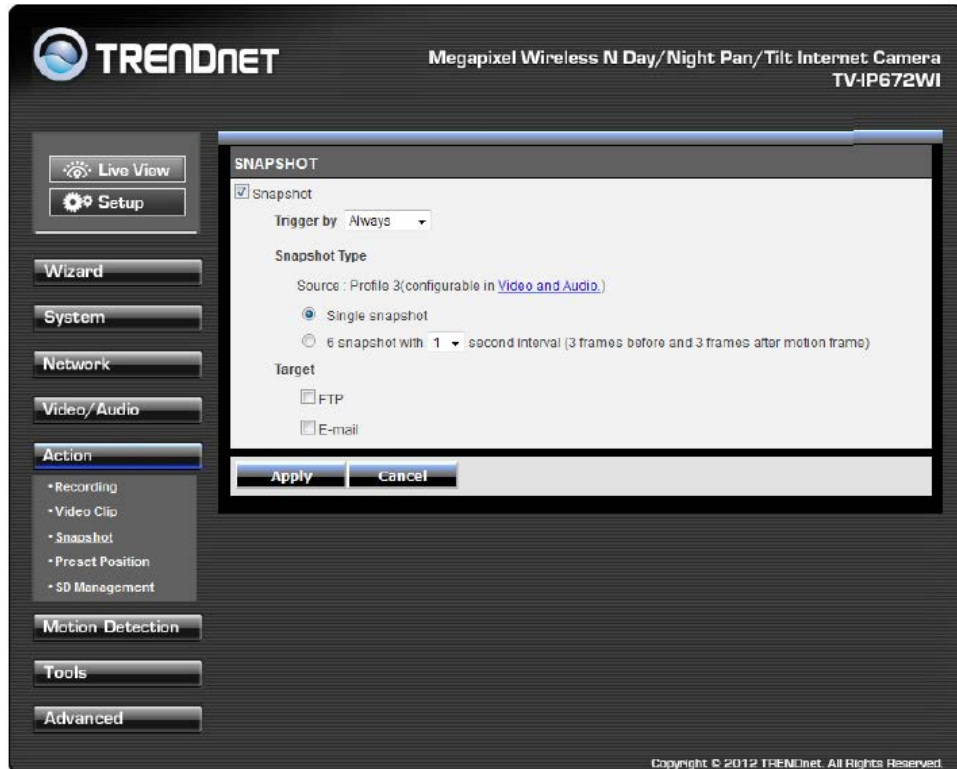 TRENDNET
Megapixel Wireless N Day/Night Pan/Tilt Internet Camera
TV-IP672WI
Live View
Setup
Wizard
System
Network
Video/Audio
Action
•Recording
•Video Clip
•Snapshot
•Preset Position
•SD Management
Motion Detection
Tools
Advanced
SNAPSHOT
Snapshot
Trigger by Always
Snapshot Type
Source : Profile 3(configurable in Video and Audio.)
Single snapshot
6 snapshot with 1 second interval (3 frames before and 3 frames after motion frame)
Target
FTP
E-mail
Apply Cancel
Copyright © 2012 TRENDnet. All Rights Reserved.